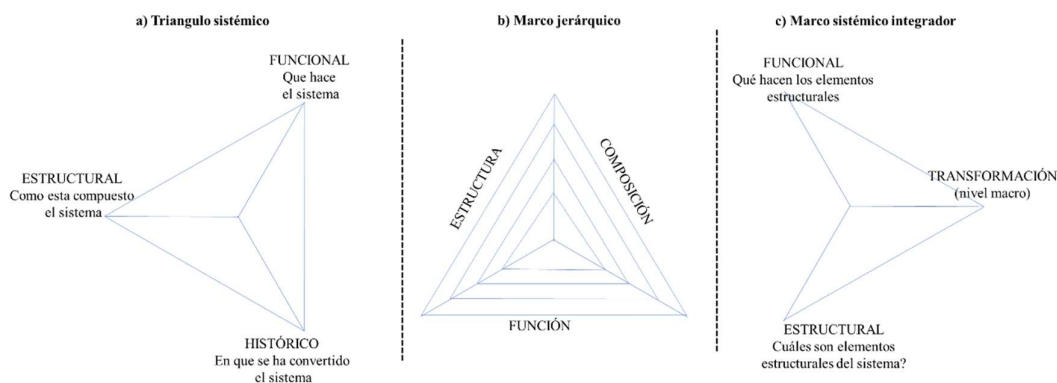 a) Triangulo sistémico
FUNCIONAL
Que hace
el sistema
ESTRUCTURAL
Como esta compuesto
el sistema
HISTÓRICO
En que se ha convertido
el sistema
b) Marco jerárquico
ESTRUCTURA
COMPOSICIÓN
FUNCIÓN
c) Marco sistémico integrador
FUNCIONAL
Qué hacen los elementos
estructurales
TRANSFORMACIÓN
(nivel macro)
ESTRUCTURAL
Cuáles son elementos
estructurales del sistema?